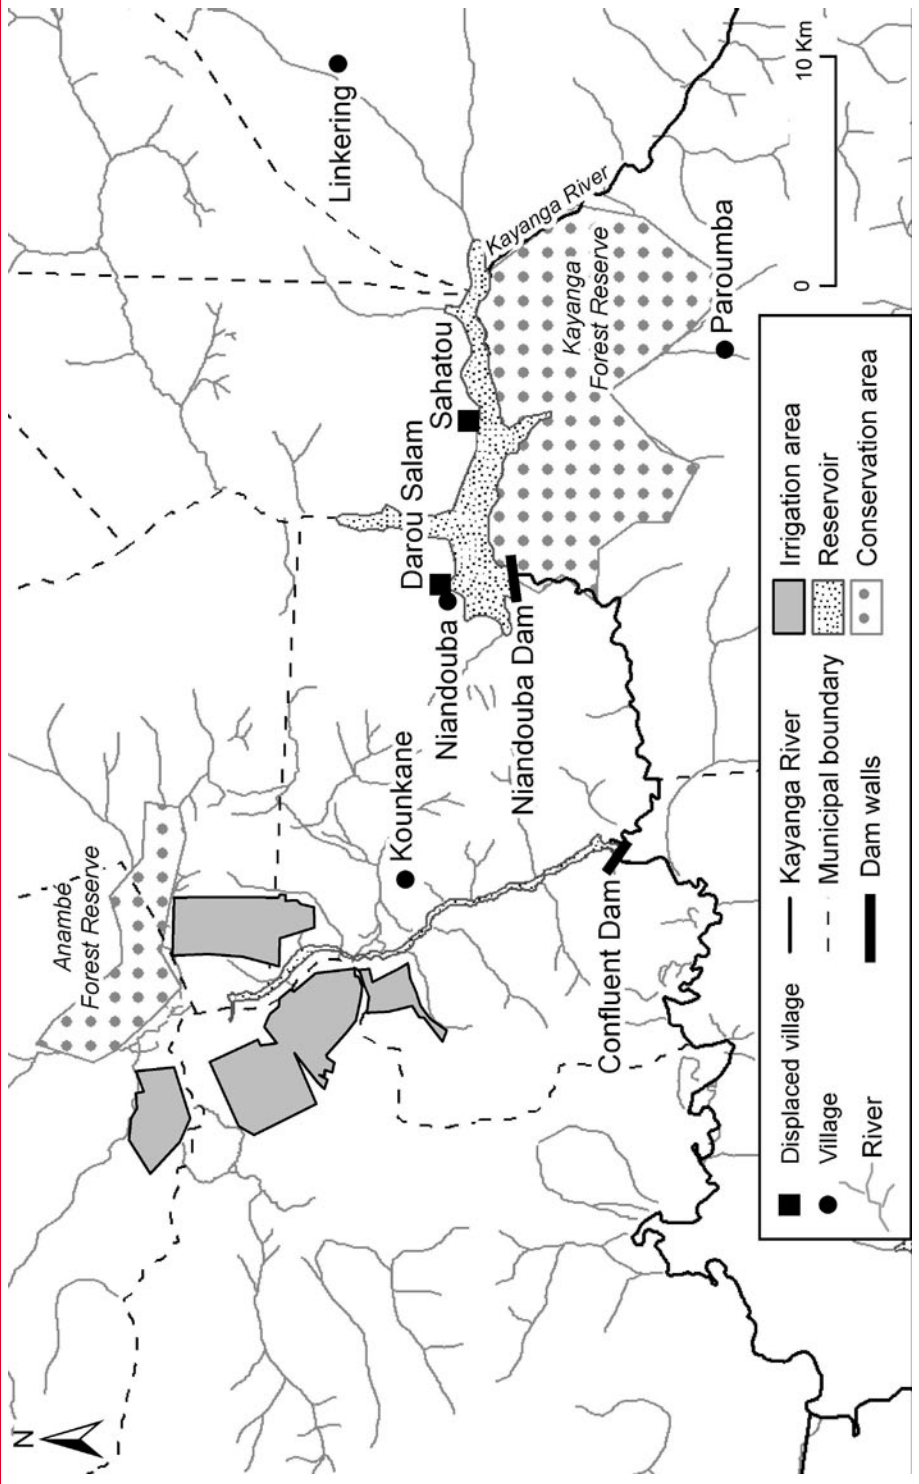 N
Anambé
Forest Reserve
Linkering
Kounkane
Niandouba
Darou Salam
Sahatou
Kayanga River
Kayanga
Forest Reserve
Niandouba Dam
Confluent Dam
Paroumba
0
10 Km
Displaced village
Village
River
Kayanga River
Municipal boundary
Dam walls
Irrigation area
Reservoir
Conservation area